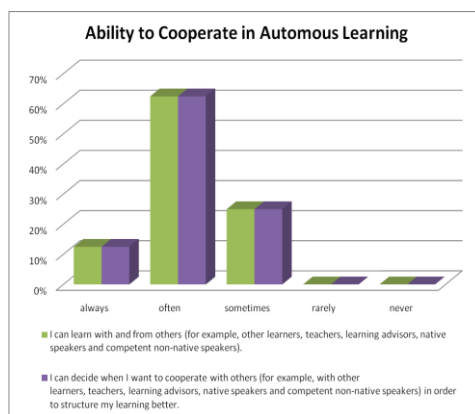 Ability to Cooperate in Automous Learning
70%
60%
50%
40%
30%
20%
10%
0%
always often sometimes rarely never
I can learn with and from others (for example, other learners, teachers, learning advisors, native
speakers and competent non-native speakers).
I can decide when I want to cooperate with others (for example, with other
learners, teachers, learning advisors, native speakers and competent non-native speakers) in order
to structure my learning better.